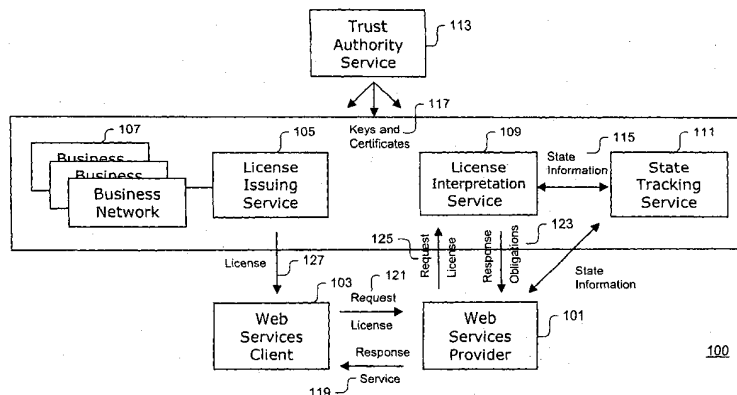 Trust
Authority
Service
113
117
Keys and
Certificates
107
Business
Business
Business
Network
105
License
Issuing
Service
109
License
Interpretation
Service
115
State
Information
111
State
Tracking
Service
License
127
125
Request
License
Response
Obligations
123
State
Information
103
Web
Services
Client
121
Request
License
Response
Service
119
Web
Services
Provider
101
100